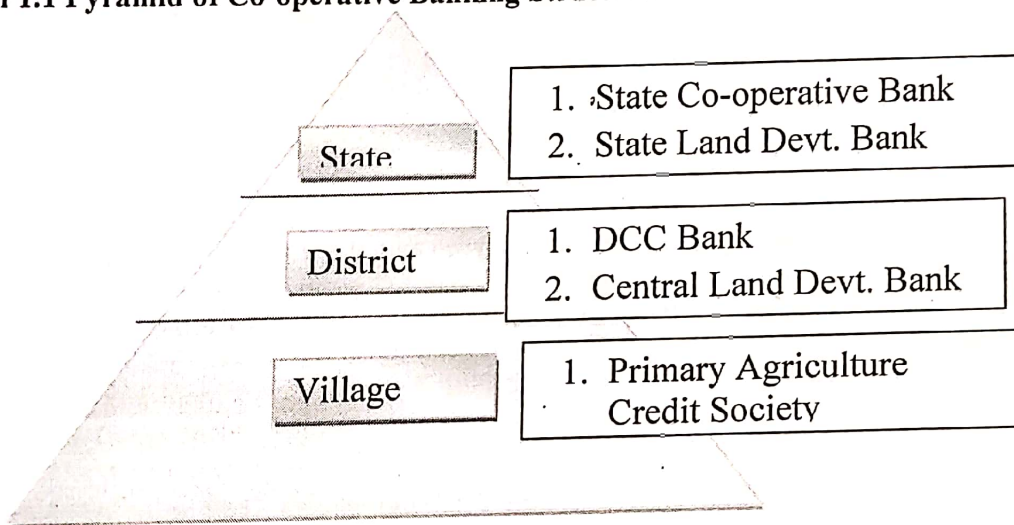 1.1 Pyramid of Co-operative Banking
State
1. State Co-operative Bank
2. State Land Devt. Bank
District
1. DCC Bank
2. Central Land Devt. Bank
Village
1. Primary Agriculture
Credit Society